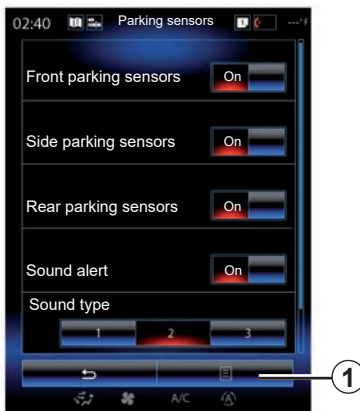 02:40 Parking sensors ---°F
Front parking sensors On
Side parking sensors On
Rear parking sensors On
Sound alert On
Sound type
1 2 3
A/C
1